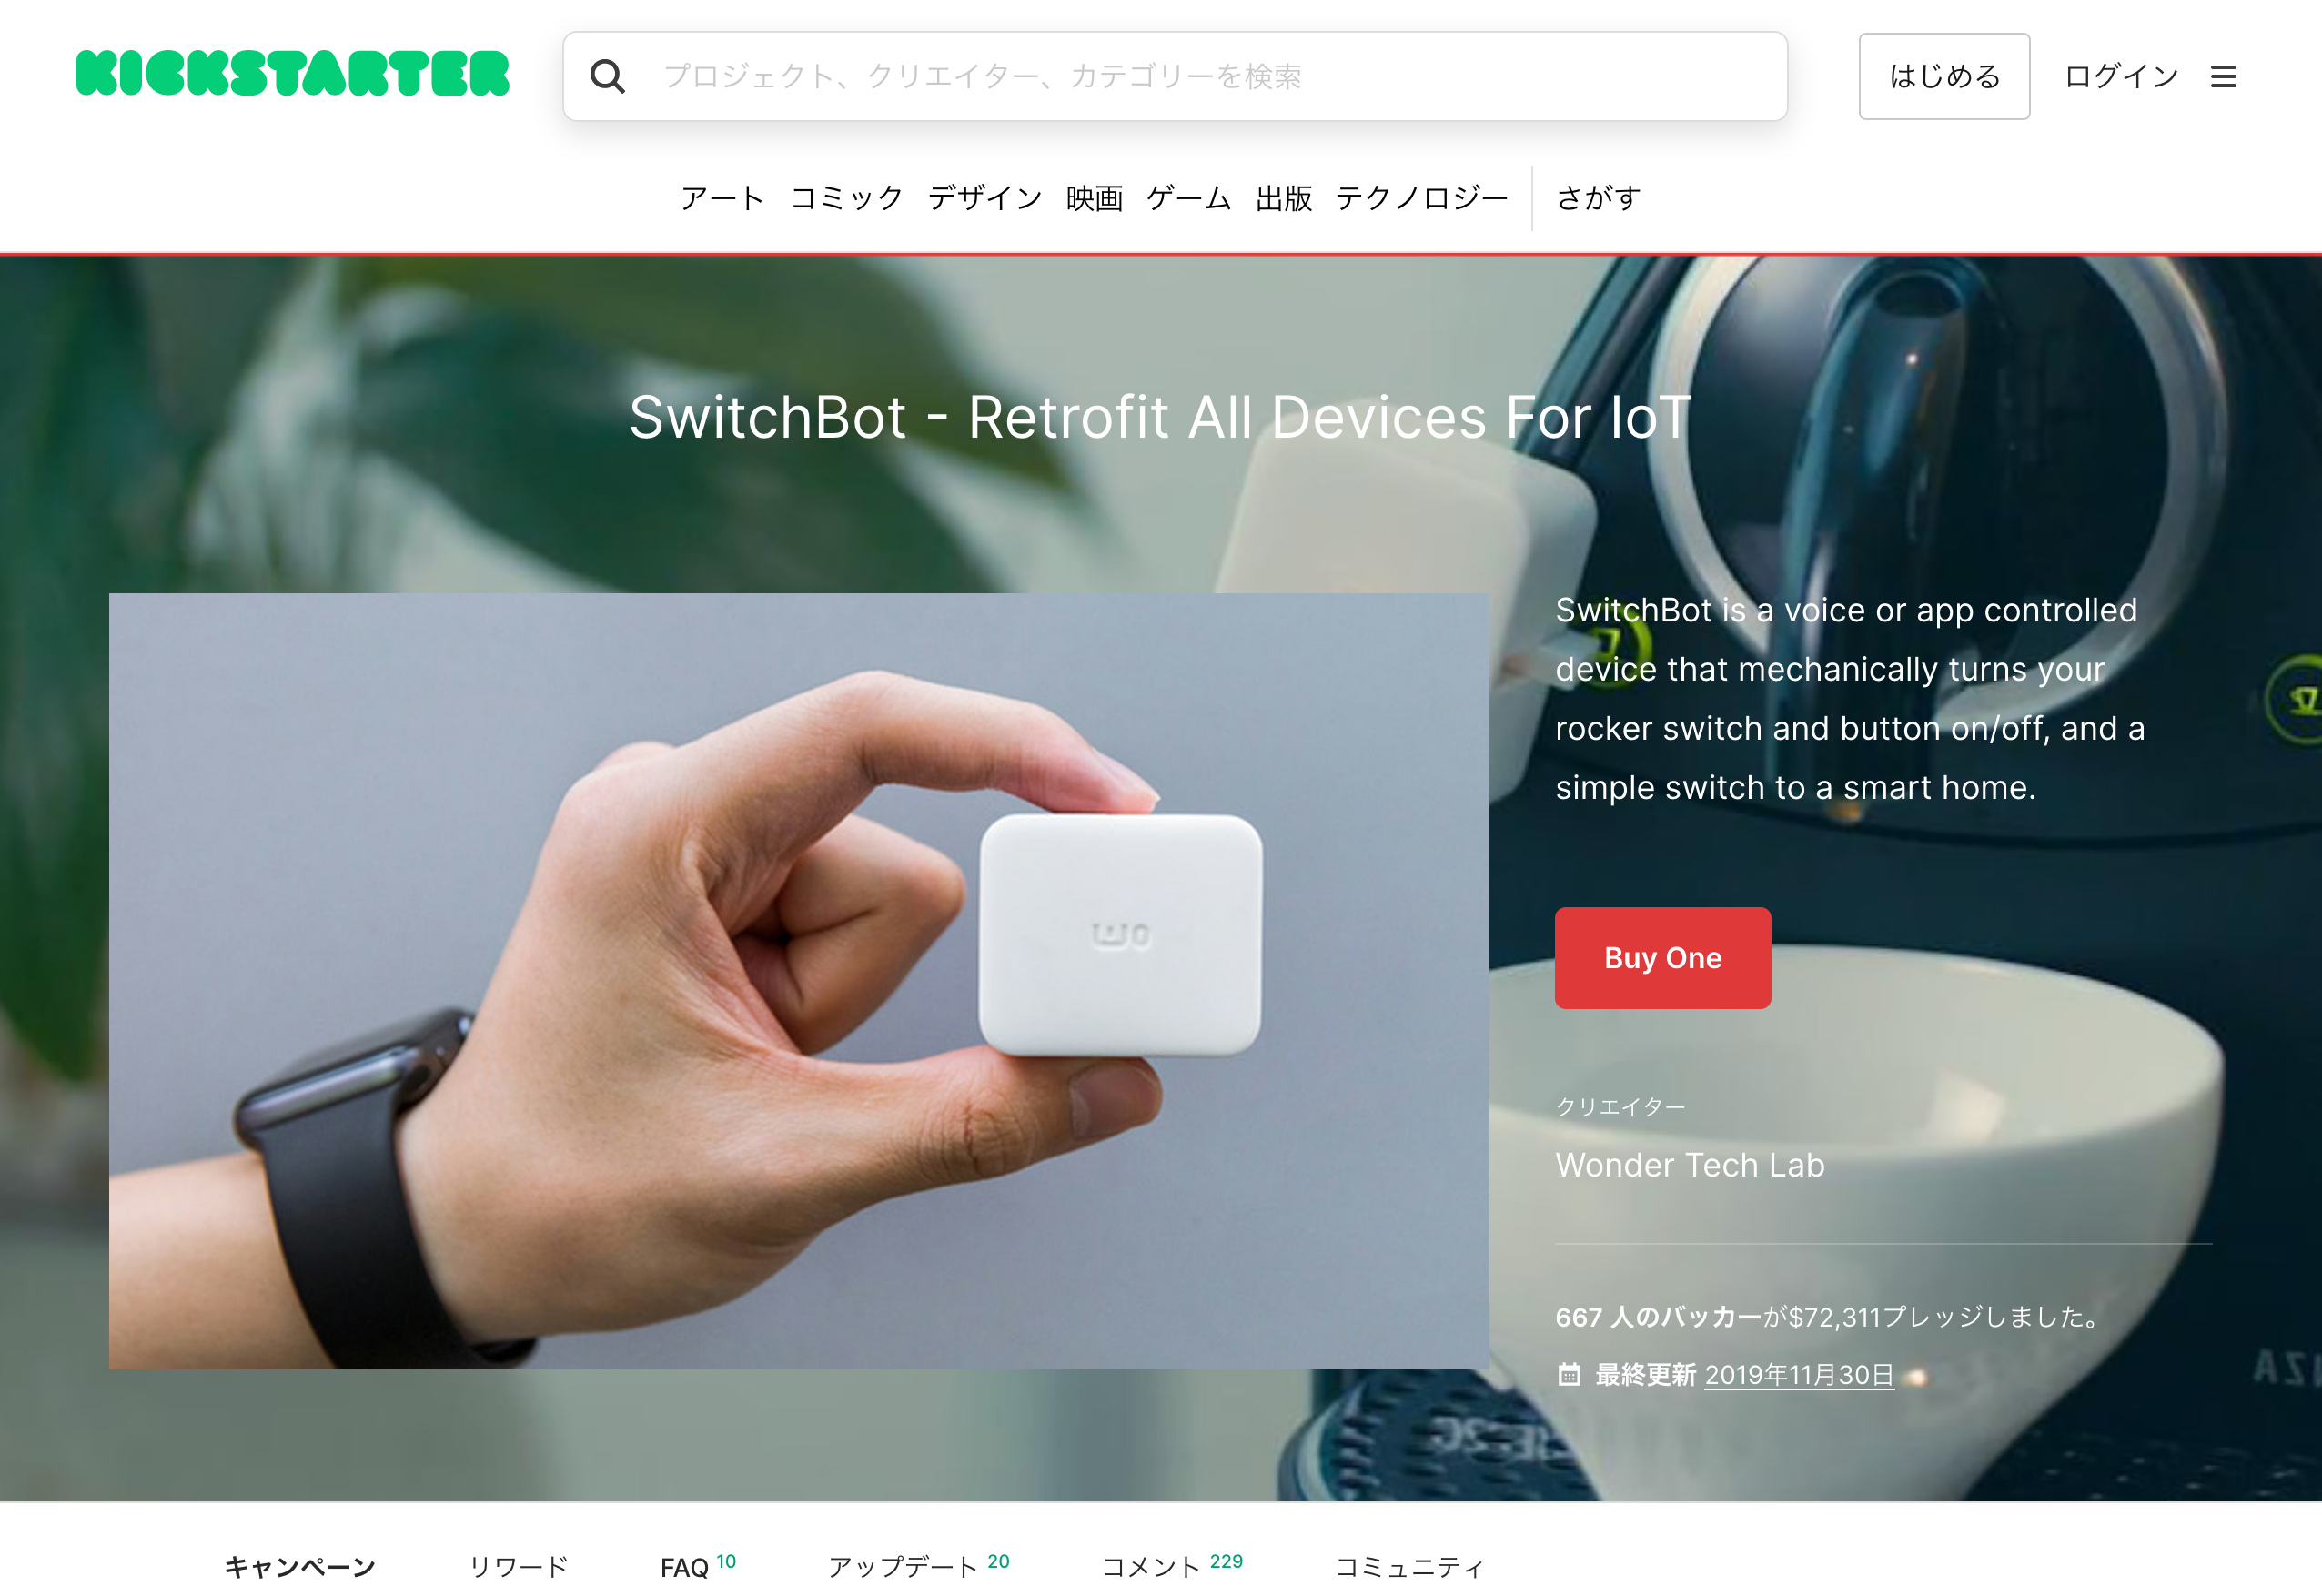 KICKSTARTER
プロジェクト、クリエイター、カテゴリーを検索
はじめる
ログイン
アート コミック デザイン 映画 ゲーム 出版 テクノロジー さがす
SwitchBot - Retrofit All Devices For IoT
wo
SwitchBot is a voice or app controlled
device that mechanically turns your
rocker switch and button on/off, and a
simple switch to a smart home.
Buy One
クリエイター
Wonder Tech Lab
667 人のバッカーが$72,311プレッジしました。
最終更新 2019年11月30日
キャンペーン リワード FAQ 10 アップデート 20 コメント 229 コミュニティ